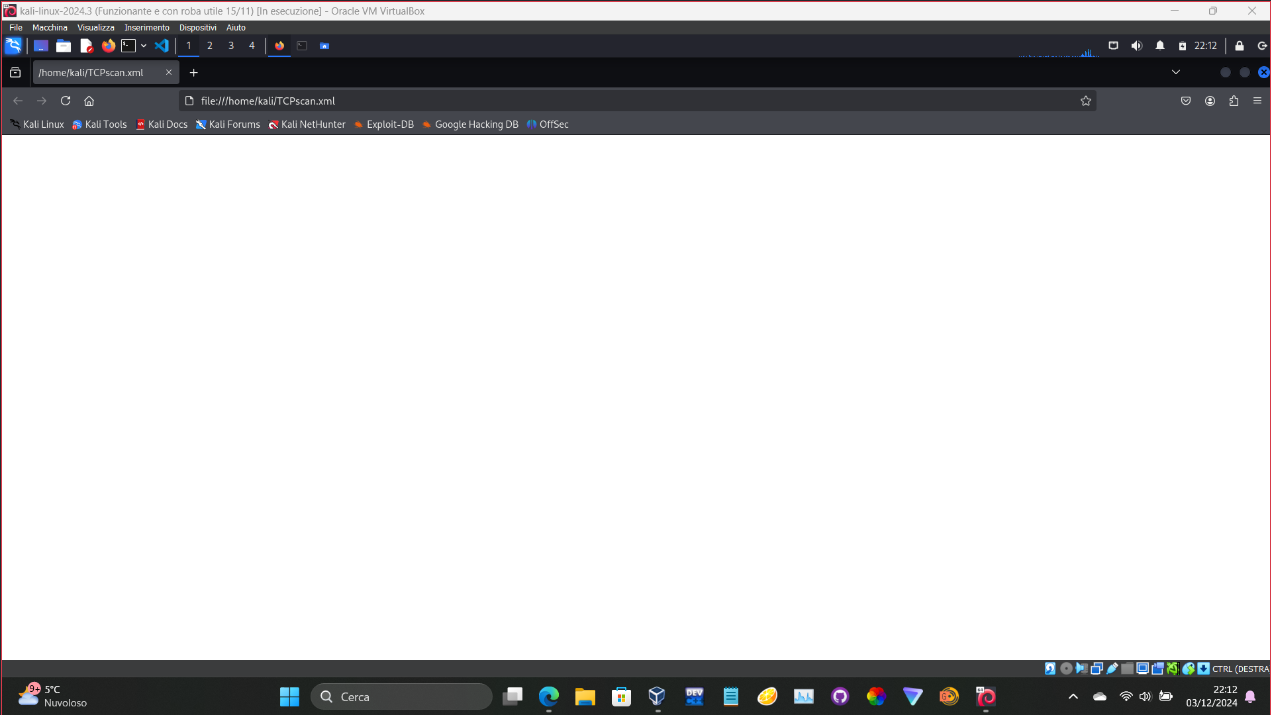 kali-linux-2024.3 (Funzionante e con roba utile 15/11) [In esecuzione] - Oracle VM VirtualBox
File Macchina Visualizza Inserimento Dispositivi Aiuto
1 2 3 4 22:12
/home/kali/TCPscan.xml
file:///home/kali/TCPscan.xml
Kali Linux Kali Tools Kali Docs Kali Forums Kali NetHunter Exploit-DB Google Hacking DB OffSec
CTRL (DESTRA
9+ 5°C
Nuvoloso
Cerca
DEV
22:12
03/12/2024